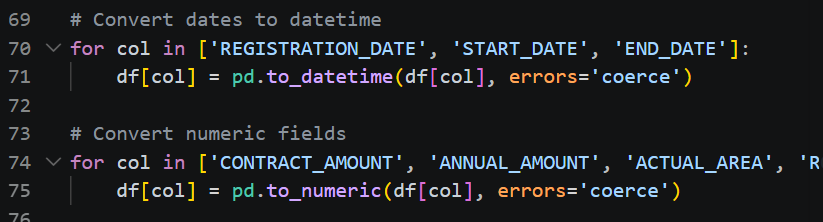 69 # Convert dates to datetime
70 for col in ['REGISTRATION_DATE', 'START_DATE', 'END_DATE']:
71 df[col] = pd.to_datetime(df[col], errors='coerce')
72
73 # Convert numeric fields
74 for col in ['CONTRACT_AMOUNT', 'ANNUAL_AMOUNT', 'ACTUAL_AREA', 'R
75 df[col] = pd.to_numeric(df[col], errors='coerce')
76